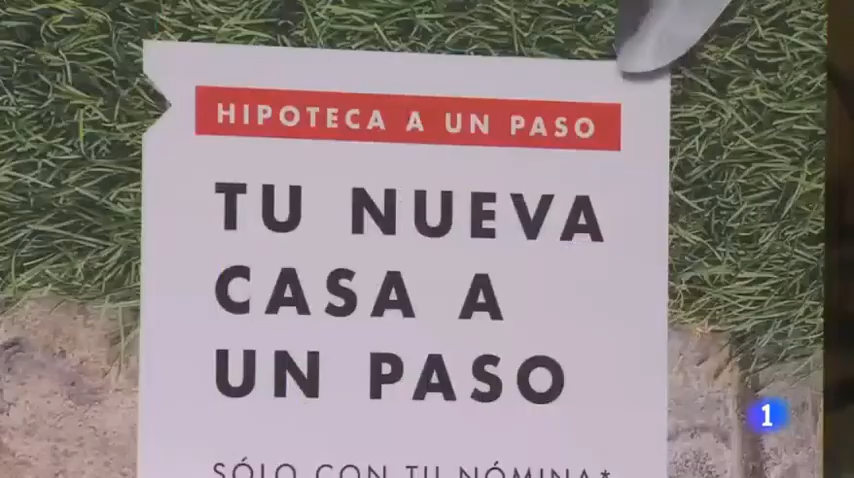 HIPOTECA A UN PASO
TU NUEVA
CASA A
UN PASO
SÓLO CON TU NÓMINA*
1